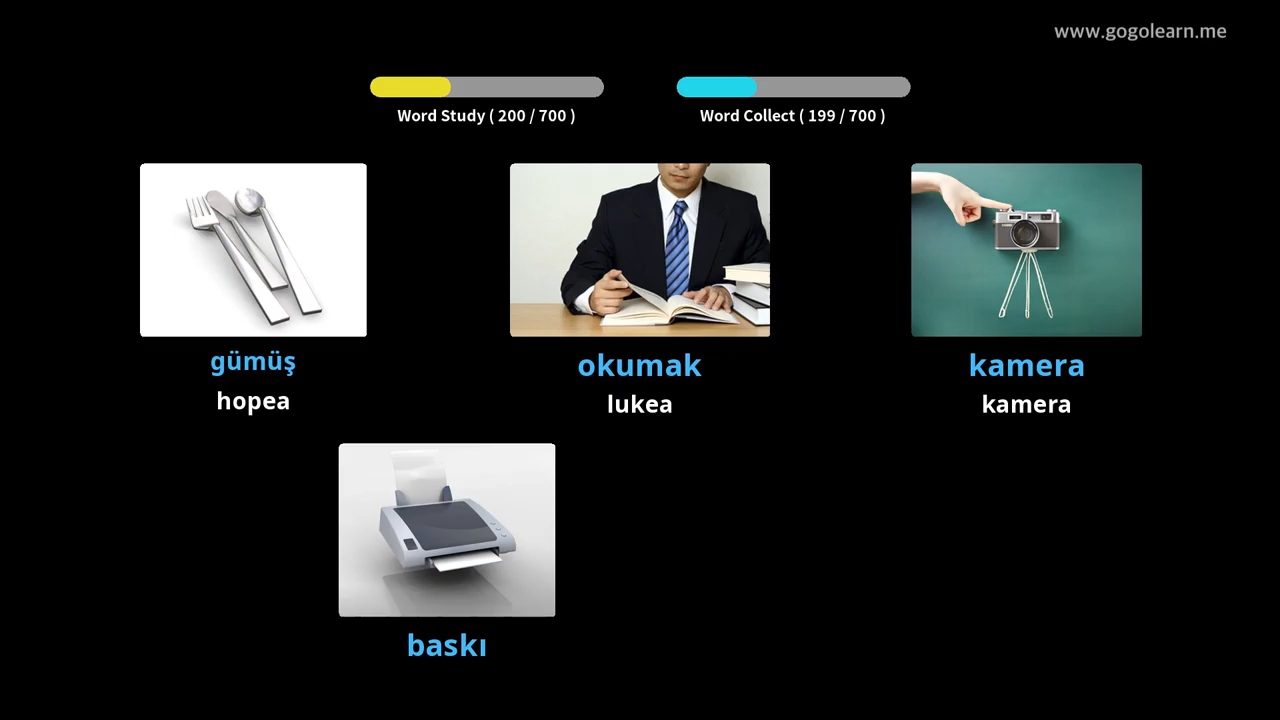 www.gogolearn.me
Word Study ( 200 / 700 )
Word Collect ( 199 / 700 )
gümüş
hopea
okumak
lukea
kamera
kamera
baskı